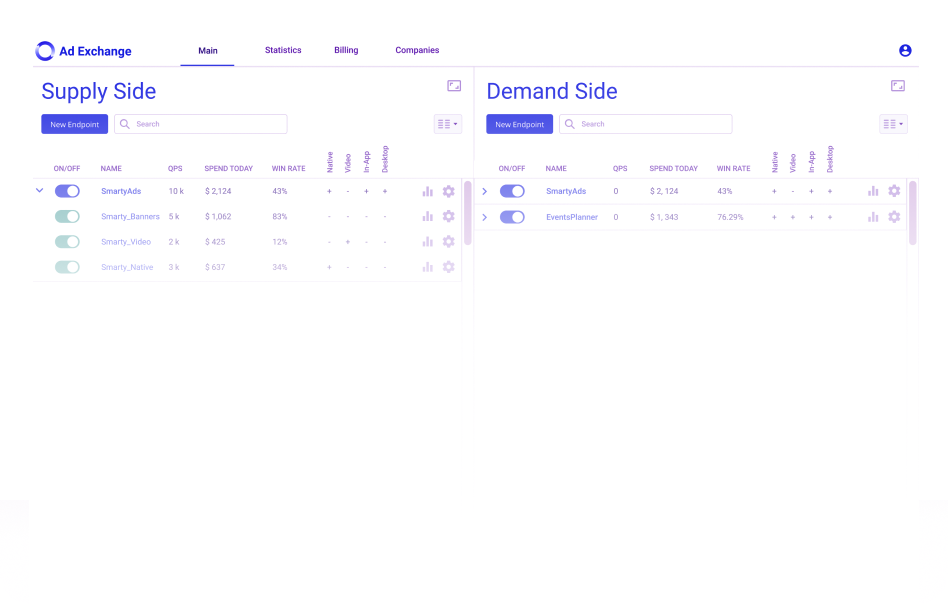 Ad Exchange Main Statistics Billing Companies
Supply Side
New Endpoint Search
ON/OFF NAME QPS SPEND TODAY WIN RATE Native Video In-App Desktop
SmartyAds 10 k $ 2,124 43% + - + +
Smarty_Banners 5 k $ 1,062 83% - - - -
Smarty_Video 2 k $ 425 12% - + - -
Smarty_Native 3 k $ 637 34% + - - -
Demand Side
New Endpoint Search
ON/OFF NAME QPS SPEND TODAY WIN RATE Native Video In-App Desktop
SmartyAds 0 $ 2, 124 43% + - + +
EventsPlanner 0 $ 1, 343 76.29% + + + +